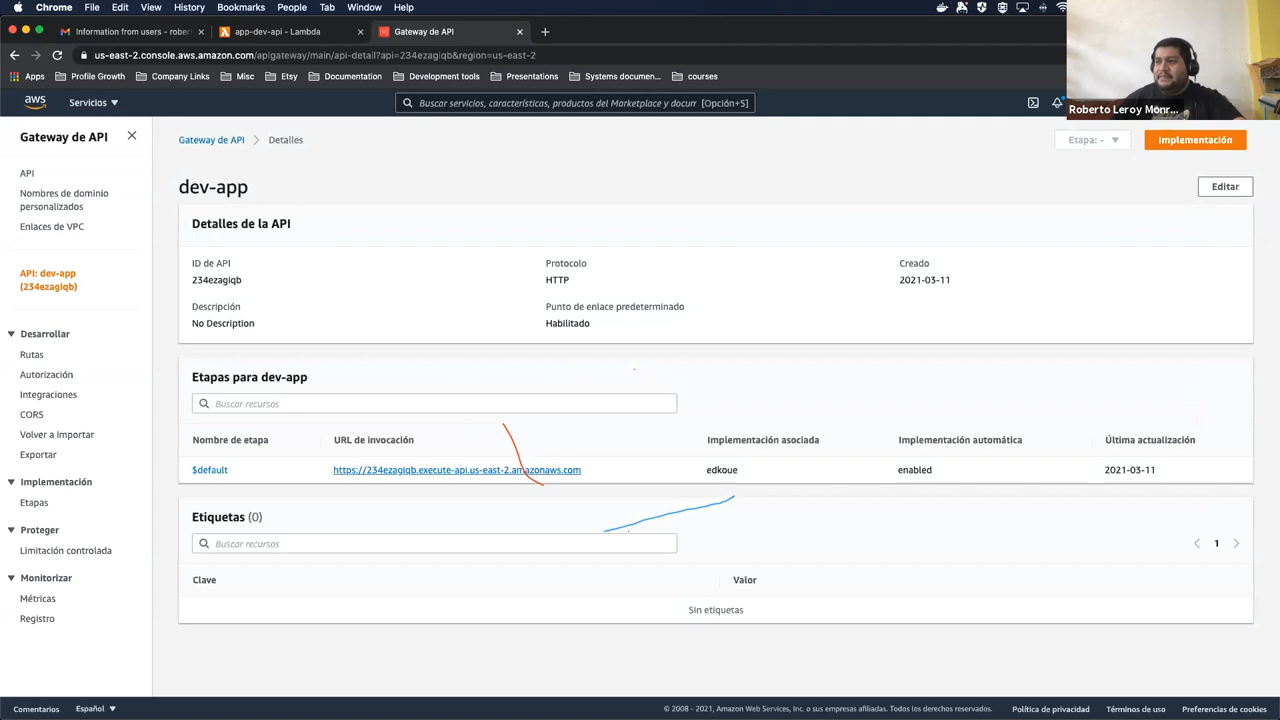 Chrome File Edit View History Bookmarks People Tab Window Help
Information from users - rober
app-dev-api - Lambda
Gateway de API
us-east-2.console.aws.amazon.com/apigateway/main/api-detail?api=234ezagiqb&region=us-east-2
Apps Profile Growth Company Links Misc Etsy Documentation Development tools Presentations Systems documen... courses
Roberto Leroy Monr...
aws Servicios
Buscar servicios, características, productos del Marketplace y docum [Opción+S]
Gateway de API
API
Nombres de dominio
personalizados
Enlaces de VPC
API: dev-app
(234ezagiqb)
Desarrollar
Rutas
Autorización
Integraciones
CORS
Volver a importar
Exportar
Implementación
Etapas
Proteger
Limitación controlada
Monitorizar
Métricas
Registro
Gateway de API Detalles
Etapa: -
Implementación
dev-app
Editar
Detalles de la API
ID de API Protocolo Creado
234ezagiqb HTTP 2021-03-11
Descripción Punto de enlace predeterminado
No Description Habilitado
Etapas para dev-app
Buscar recursos
Nombre de etapa URL de invocación Implementación asociada Implementación automática Última actualización
$default https://234ezagiqb.execute-api.us-east-2.amazonaws.com edkoue enabled 2021-03-11
Etiquetas (0)
Buscar recursos
1
Clave Valor
Sin etiquetas
Comentarios Español
© 2008 - 2021, Amazon Web Services, Inc. o sus empresas afiliadas. Todos los derechos reservados. Política de privacidad Términos de uso Preferencias de cookies